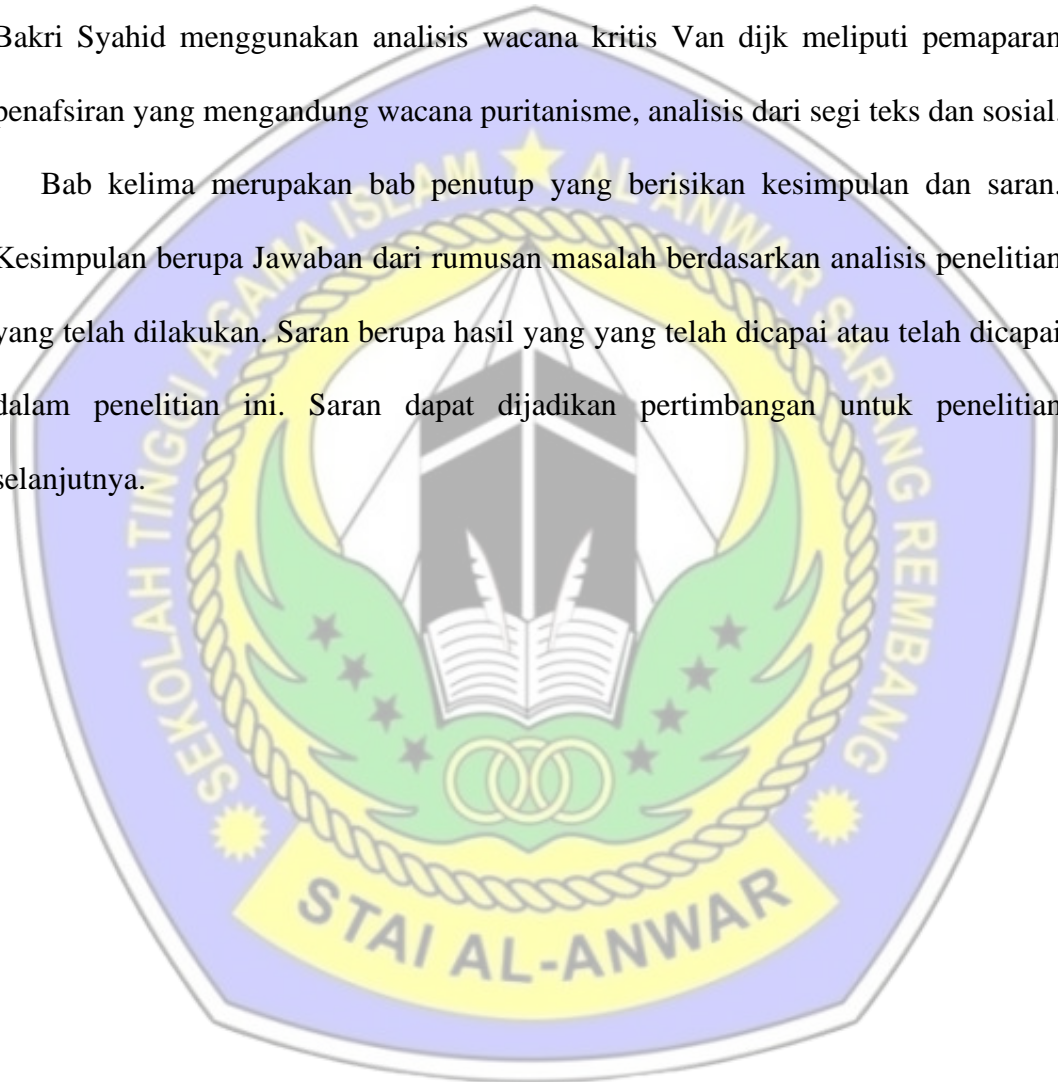 Bakri Syahid menggunakan analisis wacana kritis Van dijk meliputi pemaparan
penafsiran yang mengandung wacana puritanisme, analisis dari segi teks dan sosial.
Bab kelima merupakan bab penutup yang berisikan kesimpulan dan saran.
Kesimpulan berupa Jawaban dari rumusan masalah berdasarkan analisis penelitian
yang telah dilakukan. Saran berupa hasil yang yang telah dicapai atau telah dicapai
dalam penelitian ini. Saran dapat dijadikan pertimbangan untuk penelitian
selanjutnya.
SEKOLAH TINGGI AGAMA ISLAM AL ANWAR SARANG REMBANG
STAI AL-ANWAR